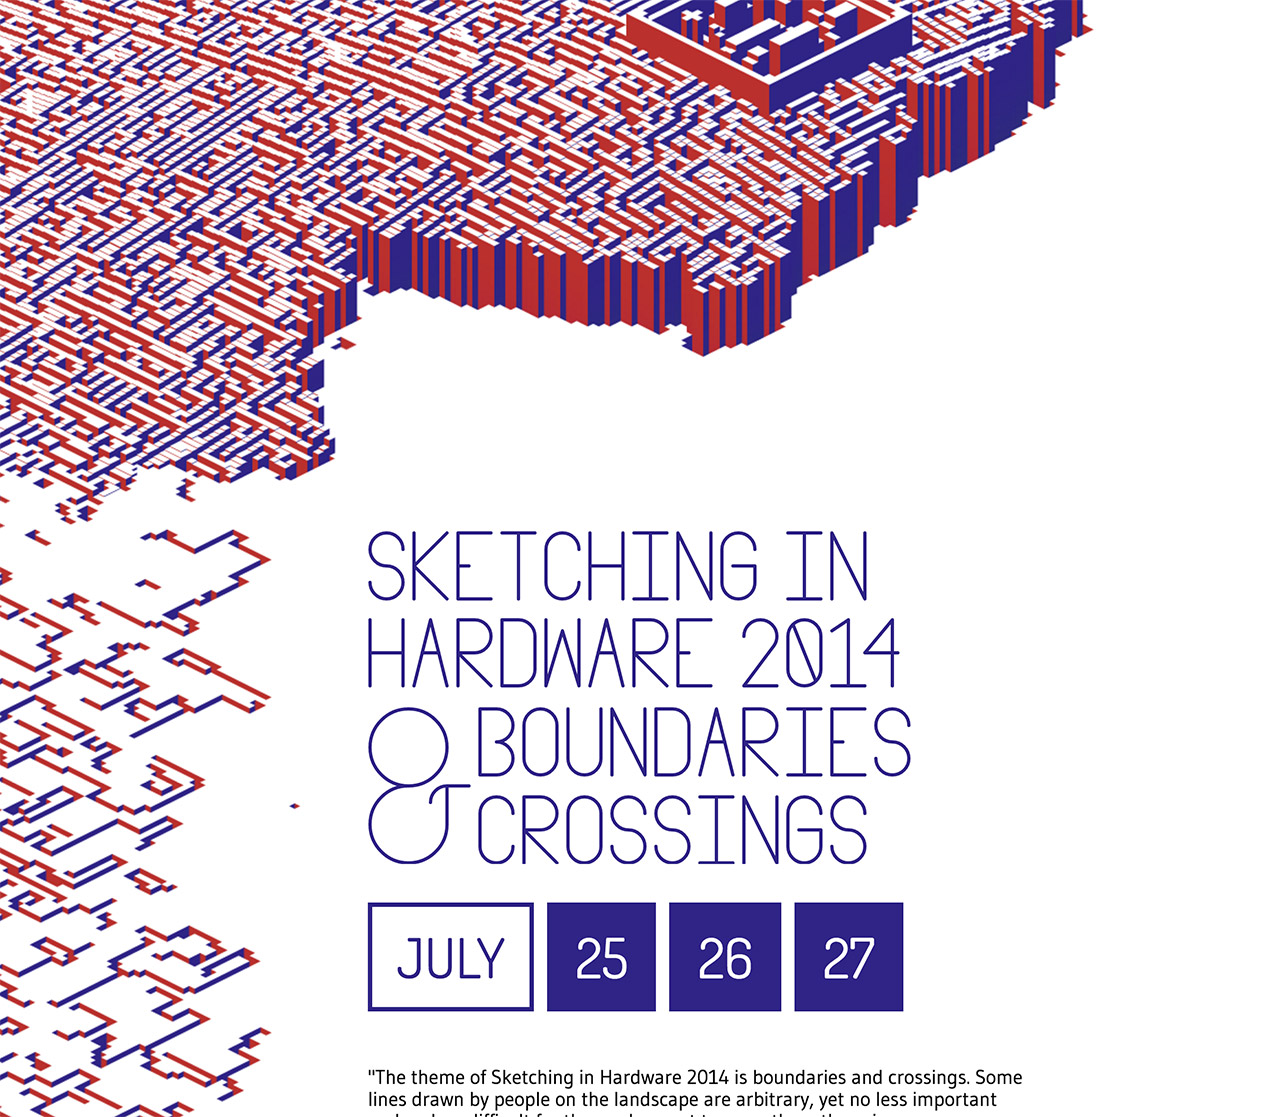 SKETCHING IN
HARDWARE 2014
& BOUNDARIES
CROSSINGS
JULY 25 26 27
"The theme of Sketching in Hardware 2014 is boundaries and crossings. Some
lines drawn by people on the landscape are arbitrary, yet no less important